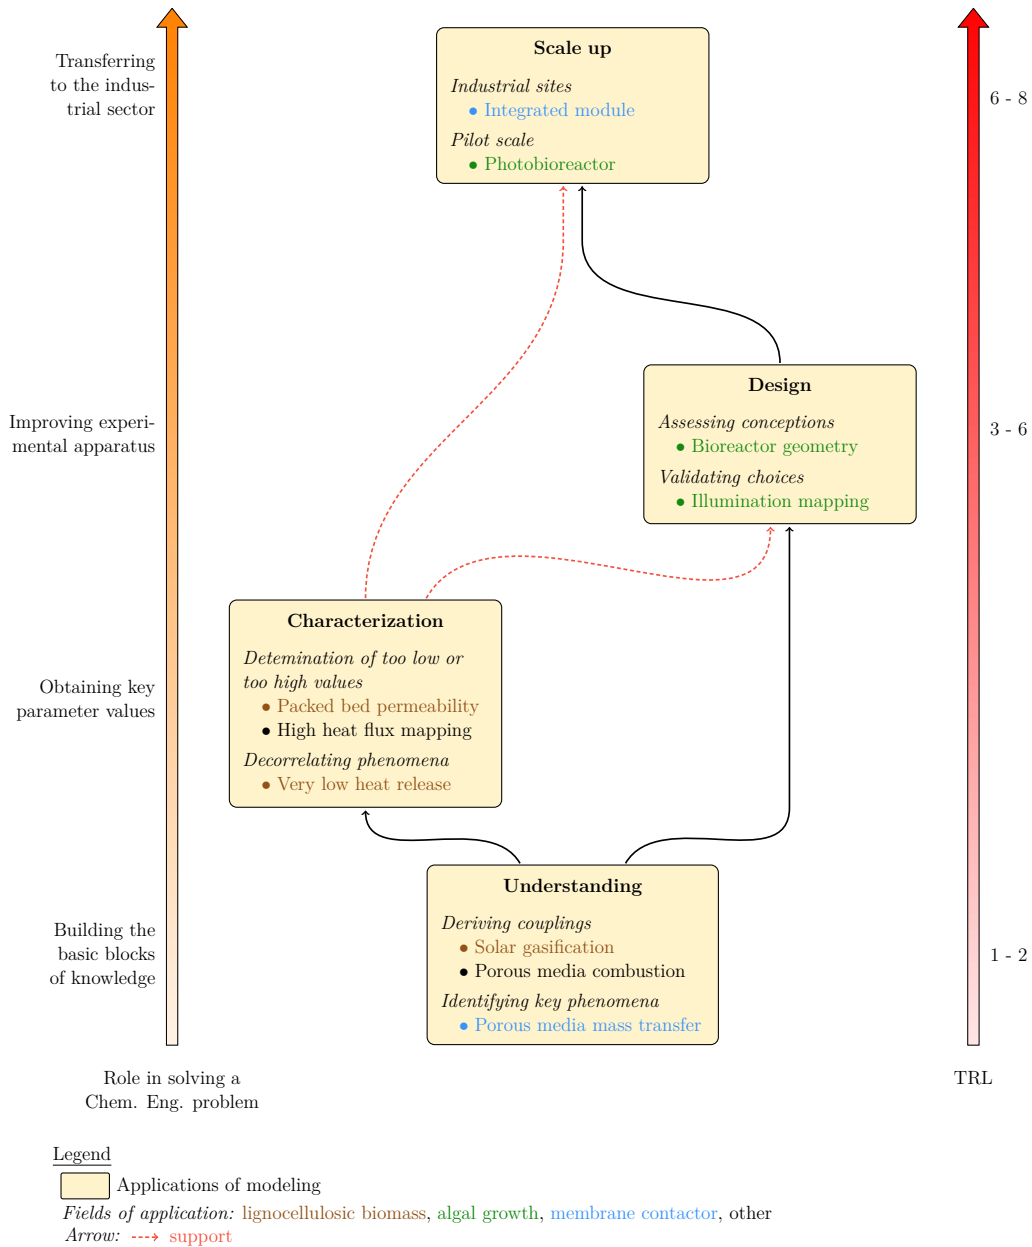 Scale up
Industrial sites
• Integrated module
Pilot scale
• Photobioreactor
Transferring
to the indus-
trial sector
6 - 8
Design
Assessing conceptions
• Bioreactor geometry
Validating choices
• Illumination mapping
Improving experi-
mental apparatus
3 - 6
Characterization
Detemination of too low or
too high values
• Packed bed permeability
• High heat flux mapping
Decorrelating phenomena
• Very low heat release
Obtaining key
parameter values
Understanding
Deriving couplings
• Solar gasification
• Porous media combustion
Identifying key phenomena
• Porous media mass transfer
Building the
basic blocks
of knowledge
1 - 2
Role in solving a
Chem. Eng. problem
TRL
Legend
Applications of modeling
Fields of application: lignocellulosic biomass, algal growth, membrane contactor, other
Arrow: support